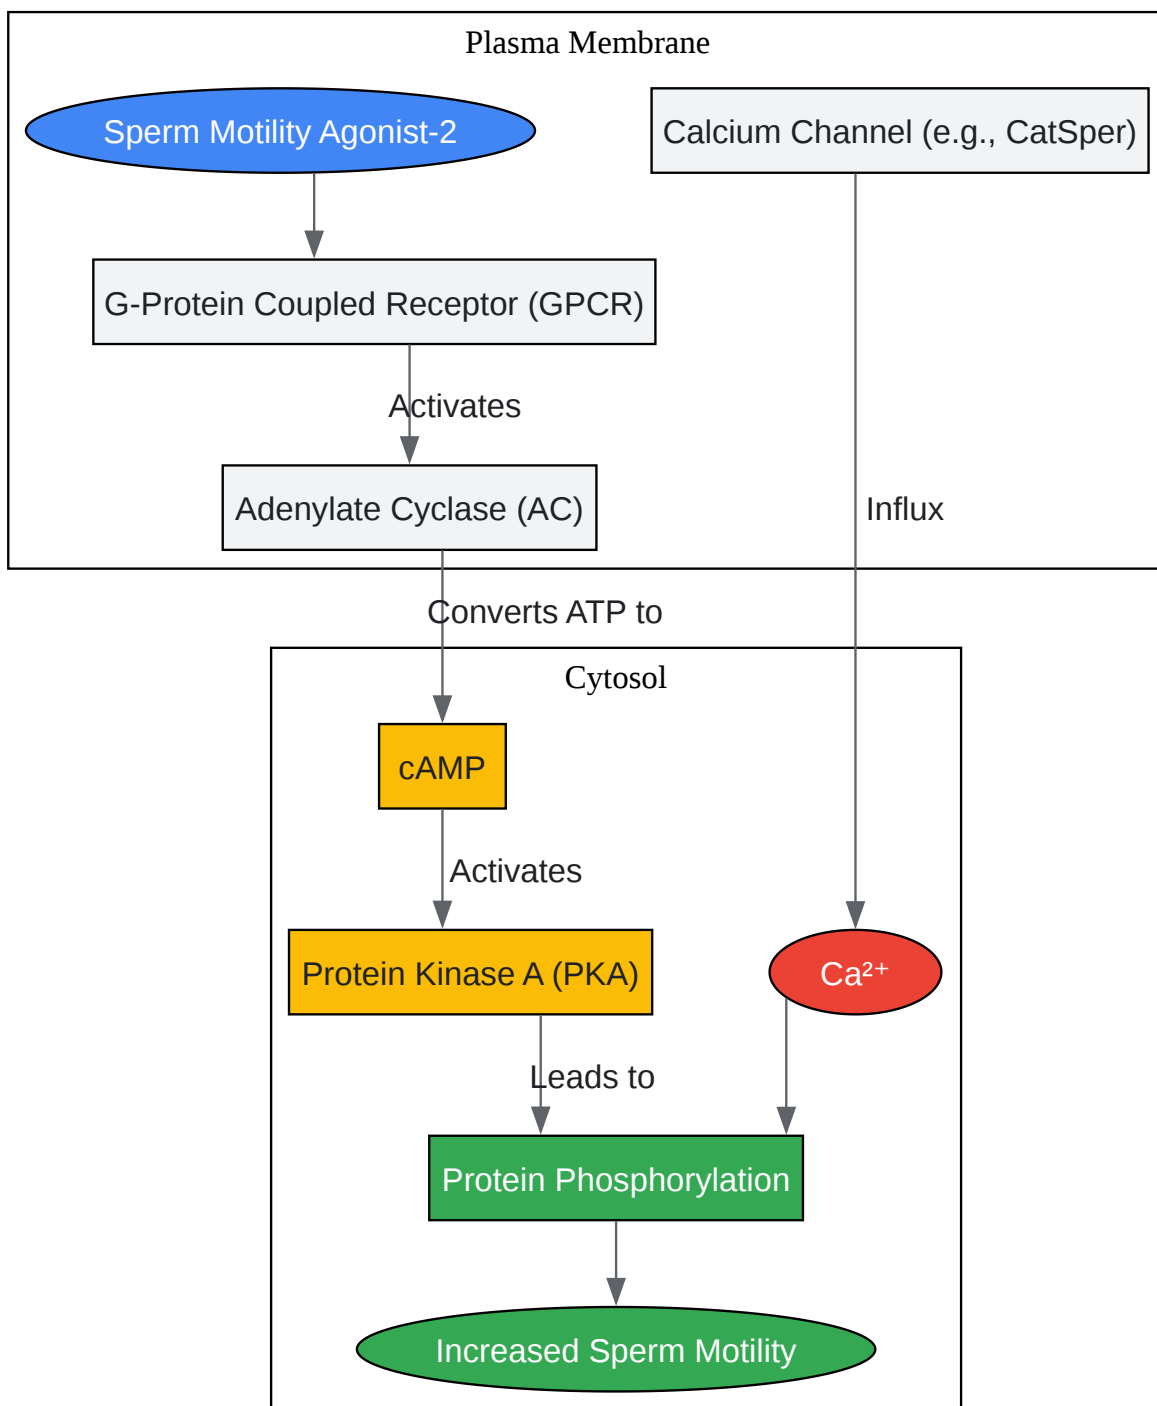 Plasma Membrane
Sperm Motility Agonist-2
Calcium Channel (e.g., CatSper)
G-Protein Coupled Receptor (GPCR)
Activates
Adenylate Cyclase (AC)
Influx
Converts ATP to
Cytosol
cAMP
Activates
Protein Kinase A (PKA)
Ca²⁺
Leads to
Protein Phosphorylation
Increased Sperm Motility